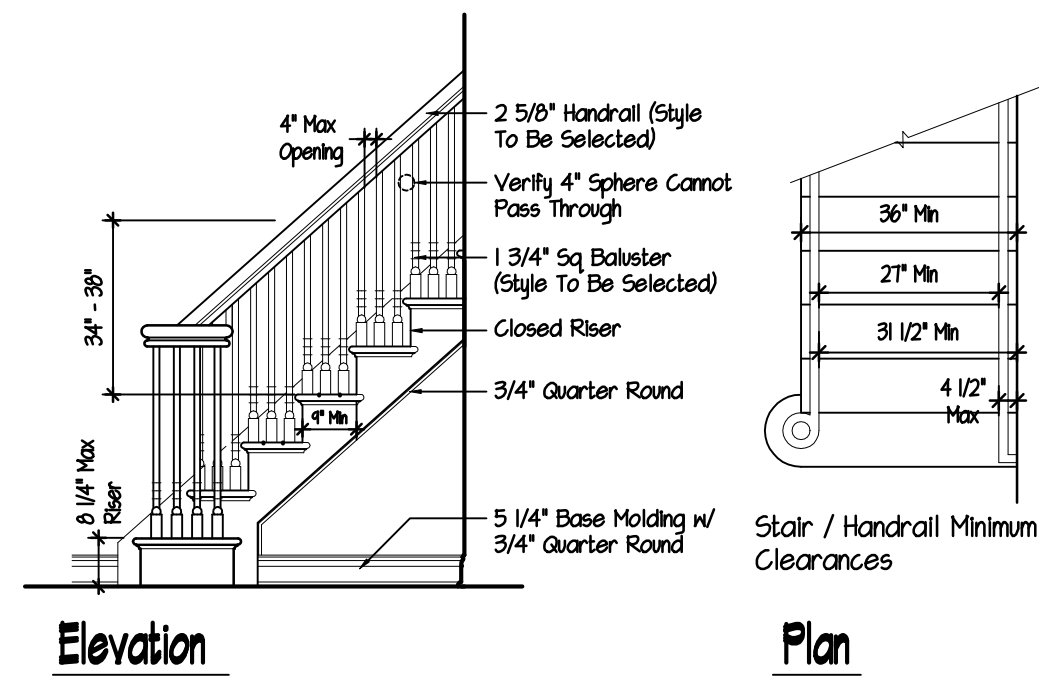 4" Max
Opening
2 5/8" Handrail (Style
To Be Selected)
Verify 4" Sphere Cannot
Pass Through
1 3/4" Sq Baluster
(Style To Be Selected)
Closed Riser
3/4" Quarter Round
34" - 38"
9" Min
8 1/4" Max
Riser
5 1/4" Base Molding w/
3/4" Quarter Round
Elevation
36" Min
27" Min
31 1/2" Min
4 1/2"
Max
Stair / Handrail Minimum
Clearances
Plan